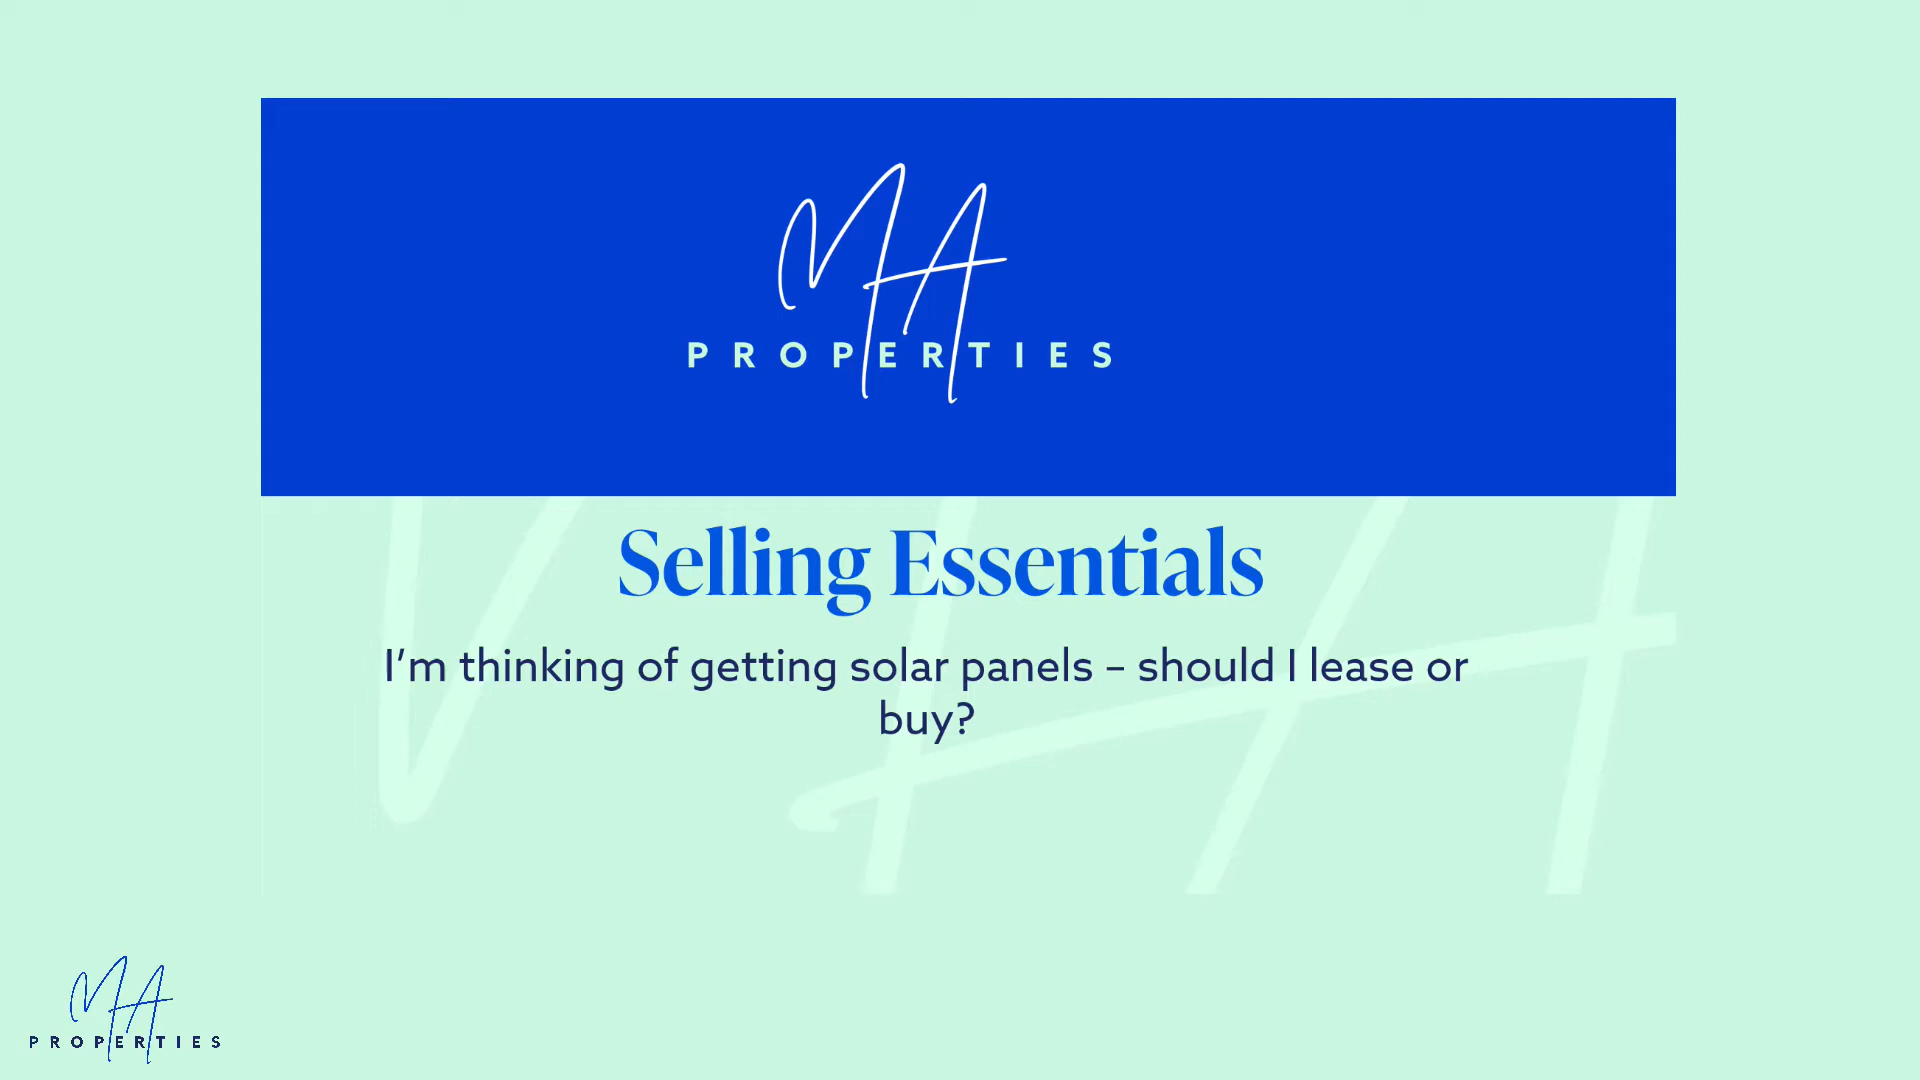 MA
PROPERTIES
Selling Essentials
I’m thinking of getting solar panels – should I lease or
buy?
MA
PROPERTIES